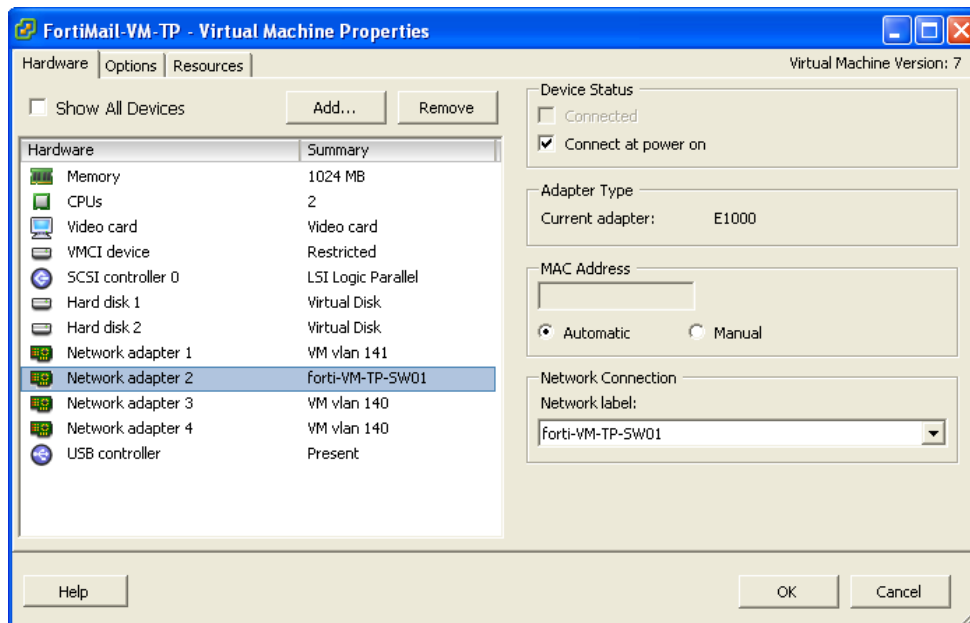 FortiMail-VM-TP - Virtual Machine Properties
Hardware Options Resources Virtual Machine Version: 7
Show All Devices Add... Remove
Hardware Summary
Memory 1024 MB
CPUs 2
Video card Video card
VMCI device Restricted
SCSI controller 0 LSI Logic Parallel
Hard disk 1 Virtual Disk
Hard disk 2 Virtual Disk
Network adapter 1 VM vlan 141
Network adapter 2 forti-VM-TP-SW01
Network adapter 3 VM vlan 140
Network adapter 4 VM vlan 140
USB controller Present
Device Status
Connected
Connect at power on
Adapter Type
Current adapter: E1000
MAC Address
Automatic Manual
Network Connection
Network label:
forti-VM-TP-SW01
Help OK Cancel